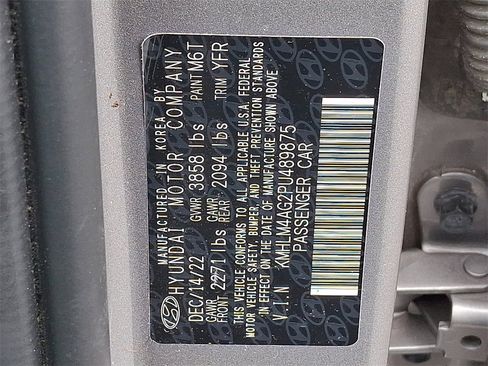 MANUFACTURED IN KOREA BY
HYUNDAI MOTOR COMPANY
DEC/14/22 GVWR 3858 lbs PAINT M6T
GAWR FRONT 2271 lbs GAWR REAR 2094 lbs TRIM YFR
THIS VEHICLE CONFORMS TO ALL APPLICABLE U.S.A. FEDERAL
MOTOR VEHICLE SAFETY, BUMPER, AND THEFT PREVENTION STANDARDS
IN EFFECT ON THE DATE OF MANUFACTURE SHOWN ABOVE.
V.I.N KMHLM4AG2PU489875
PASSENGER CAR